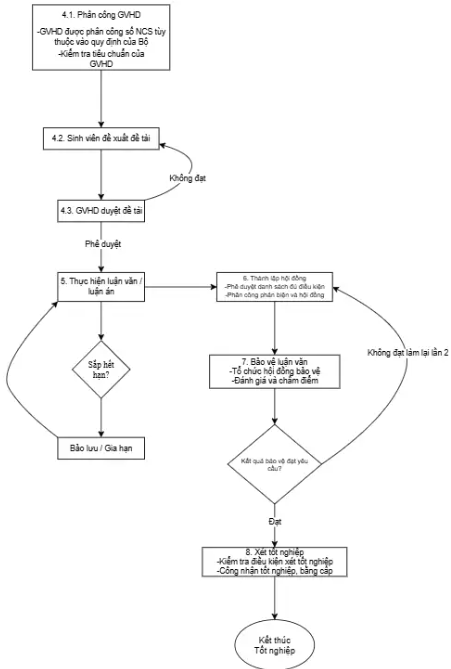 4.1. Phân công GVHD
-GVHD được phân công số NCS tùy
thuộc vào quy định của Bộ
-Kiểm tra tiêu chuẩn của
GVHD
4.2. Sinh viên đề xuất đề tài
Không đạt
4.3. GVHD duyệt đề tài
Phê duyệt
5. Thực hiện luận văn /
luận án
6. Thành lập hội đồng
-Phê duyệt danh sách đủ điều kiện
-Phân công phản biện và hội đồng
Không đạt làm lại lần 2
Sắp hết
hạn?
7. Bảo vệ luận văn
-Tổ chức hội đồng bảo vệ
-Đánh giá và chấm điểm
Bảo lưu / Gia hạn
Kết quả bảo vệ đạt yêu
cầu?
Đạt
8. Xét tốt nghiệp
-Kiểm tra điều kiện xét tốt nghiệp
-Công nhận tốt nghiệp, bằng cấp
Kết thúc
Tốt nghiệp